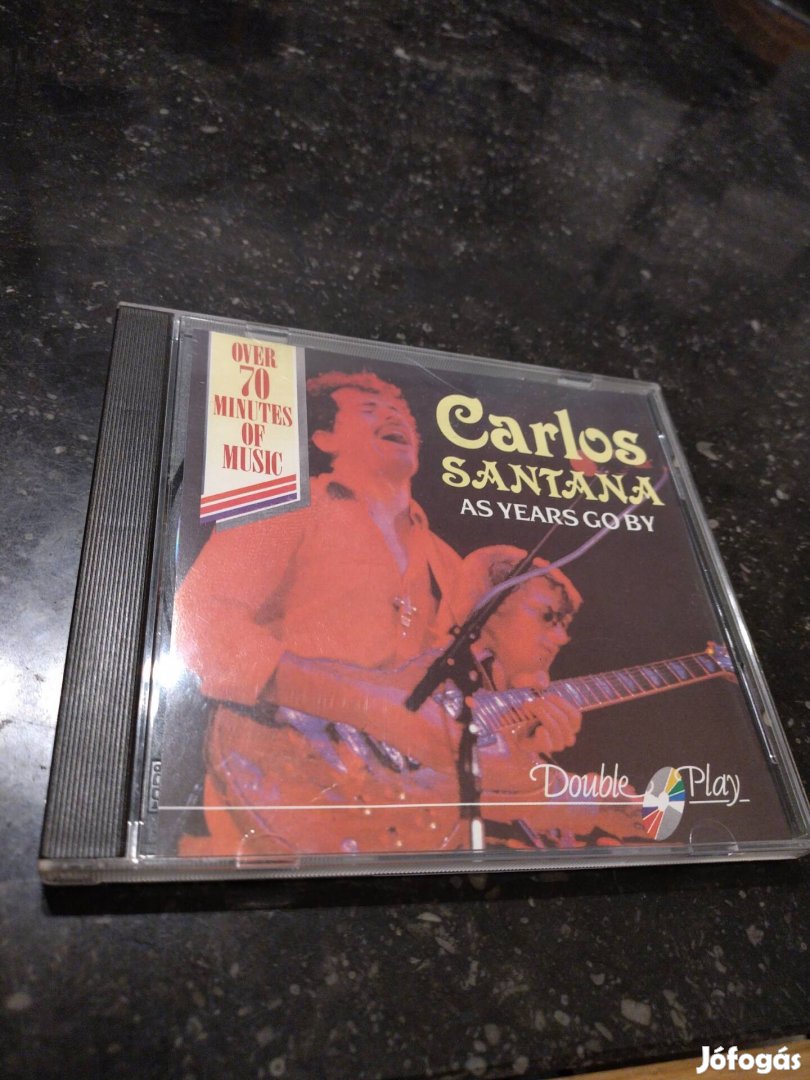 OVER
70
MINUTES
OF
MUSIC
Carlos
SANTANA
AS YEARS GO BY
Double Play
Jófogás